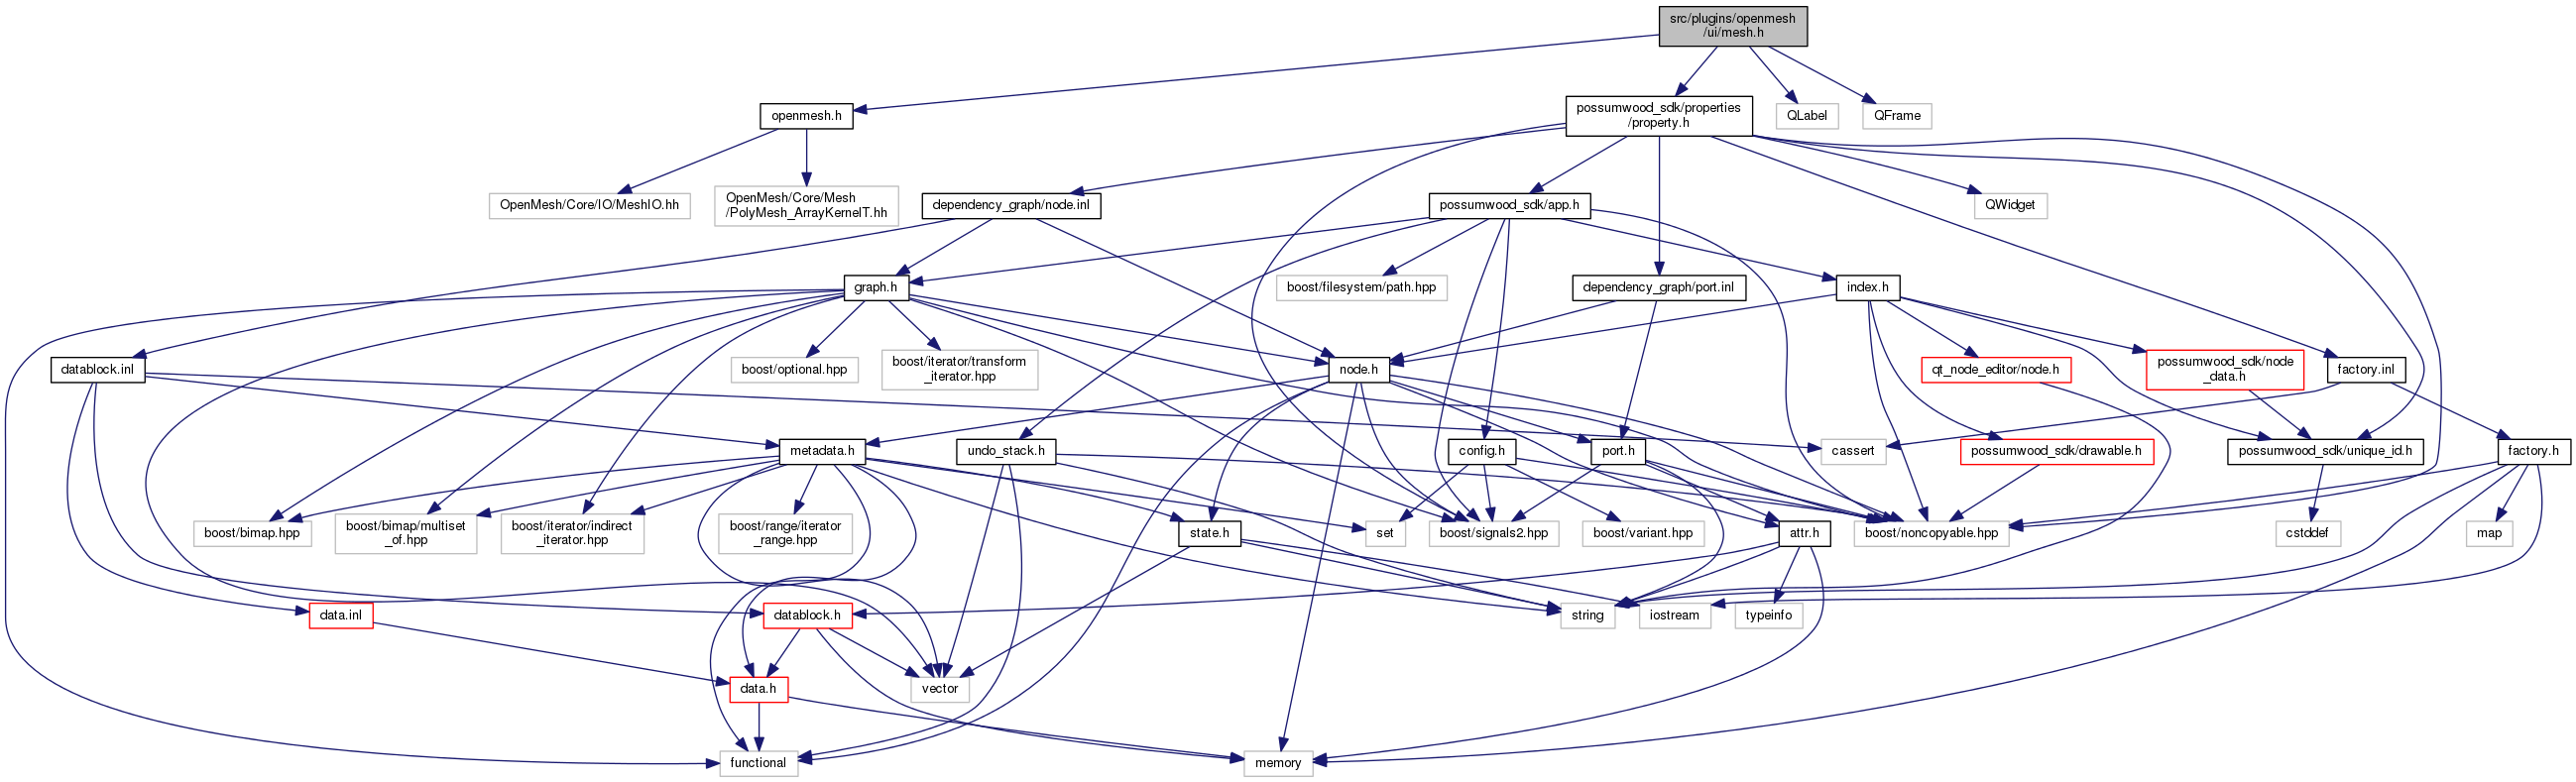 src/plugins/openmesh
/ui/mesh.h
openmesh.h
possumwood_sdk/properties
/property.h
QLabel
QFrame
OpenMesh/Core/IO/MeshIO.hh
OpenMesh/Core/Mesh
/PolyMesh_ArrayKernelT.hh
dependency_graph/node.inl
possumwood_sdk/app.h
QWidget
graph.h
boost/filesystem/path.hpp
dependency_graph/port.inl
index.h
datablock.inl
boost/optional.hpp
boost/iterator/transform
_iterator.hpp
node.h
qt_node_editor/node.h
possumwood_sdk/node
_data.h
factory.inl
metadata.h
undo_stack.h
config.h
port.h
cassert
possumwood_sdk/drawable.h
possumwood_sdk/unique_id.h
factory.h
boost/bimap.hpp
boost/bimap/multiset
_of.hpp
boost/iterator/indirect
_iterator.hpp
boost/range/iterator
_range.hpp
state.h
set
boost/signals2.hpp
boost/variant.hpp
attr.h
boost/noncopyable.hpp
cstddef
map
data.inl
datablock.h
string
iostream
typeinfo
data.h
vector
functional
memory